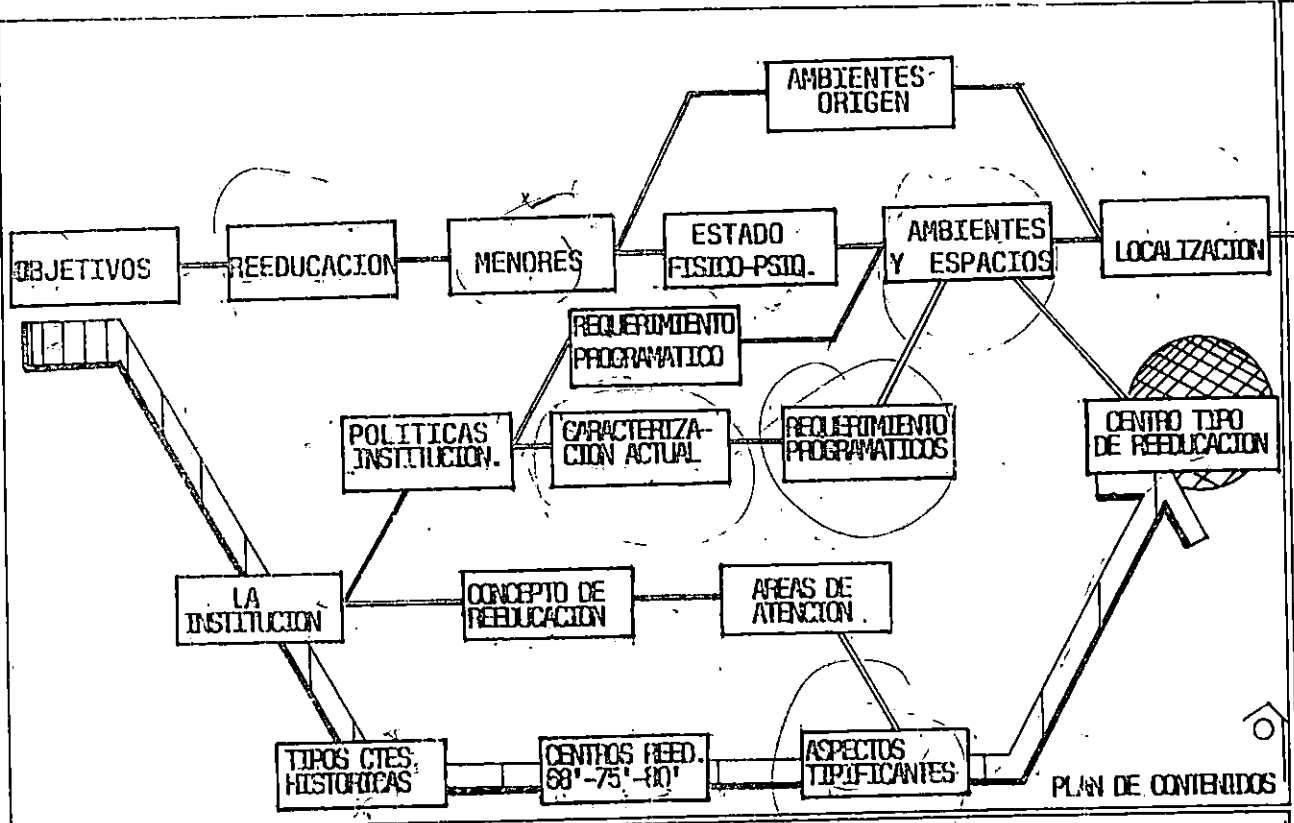 AMBIENTES
ORIGEN
OBJETIVOS
REEDUCACION
MENORES
ESTADO
FISICO-PSIQ.
AMBIENTES
Y ESPACIOS
LOCALIZACION
REQUERIMIENTO
PROGRAMATICO
POLITICAS
INSTITUCION.
CARACTERIZA-
CION ACTUAL
REQUERIMIENTO
PROGRAMATICOS
CENTRO TIPO
DE REEDUCACION
LA
INSTITUCION
CONCEPTO DE
REEDUCACION
AREAS DE
ATENCION
TIPOS CTES.
HISTORICAS
CENTROS REED.
68'-75'-80'
ASPECTOS
TIPIFICANTES
PLAN DE CONTENIDOS